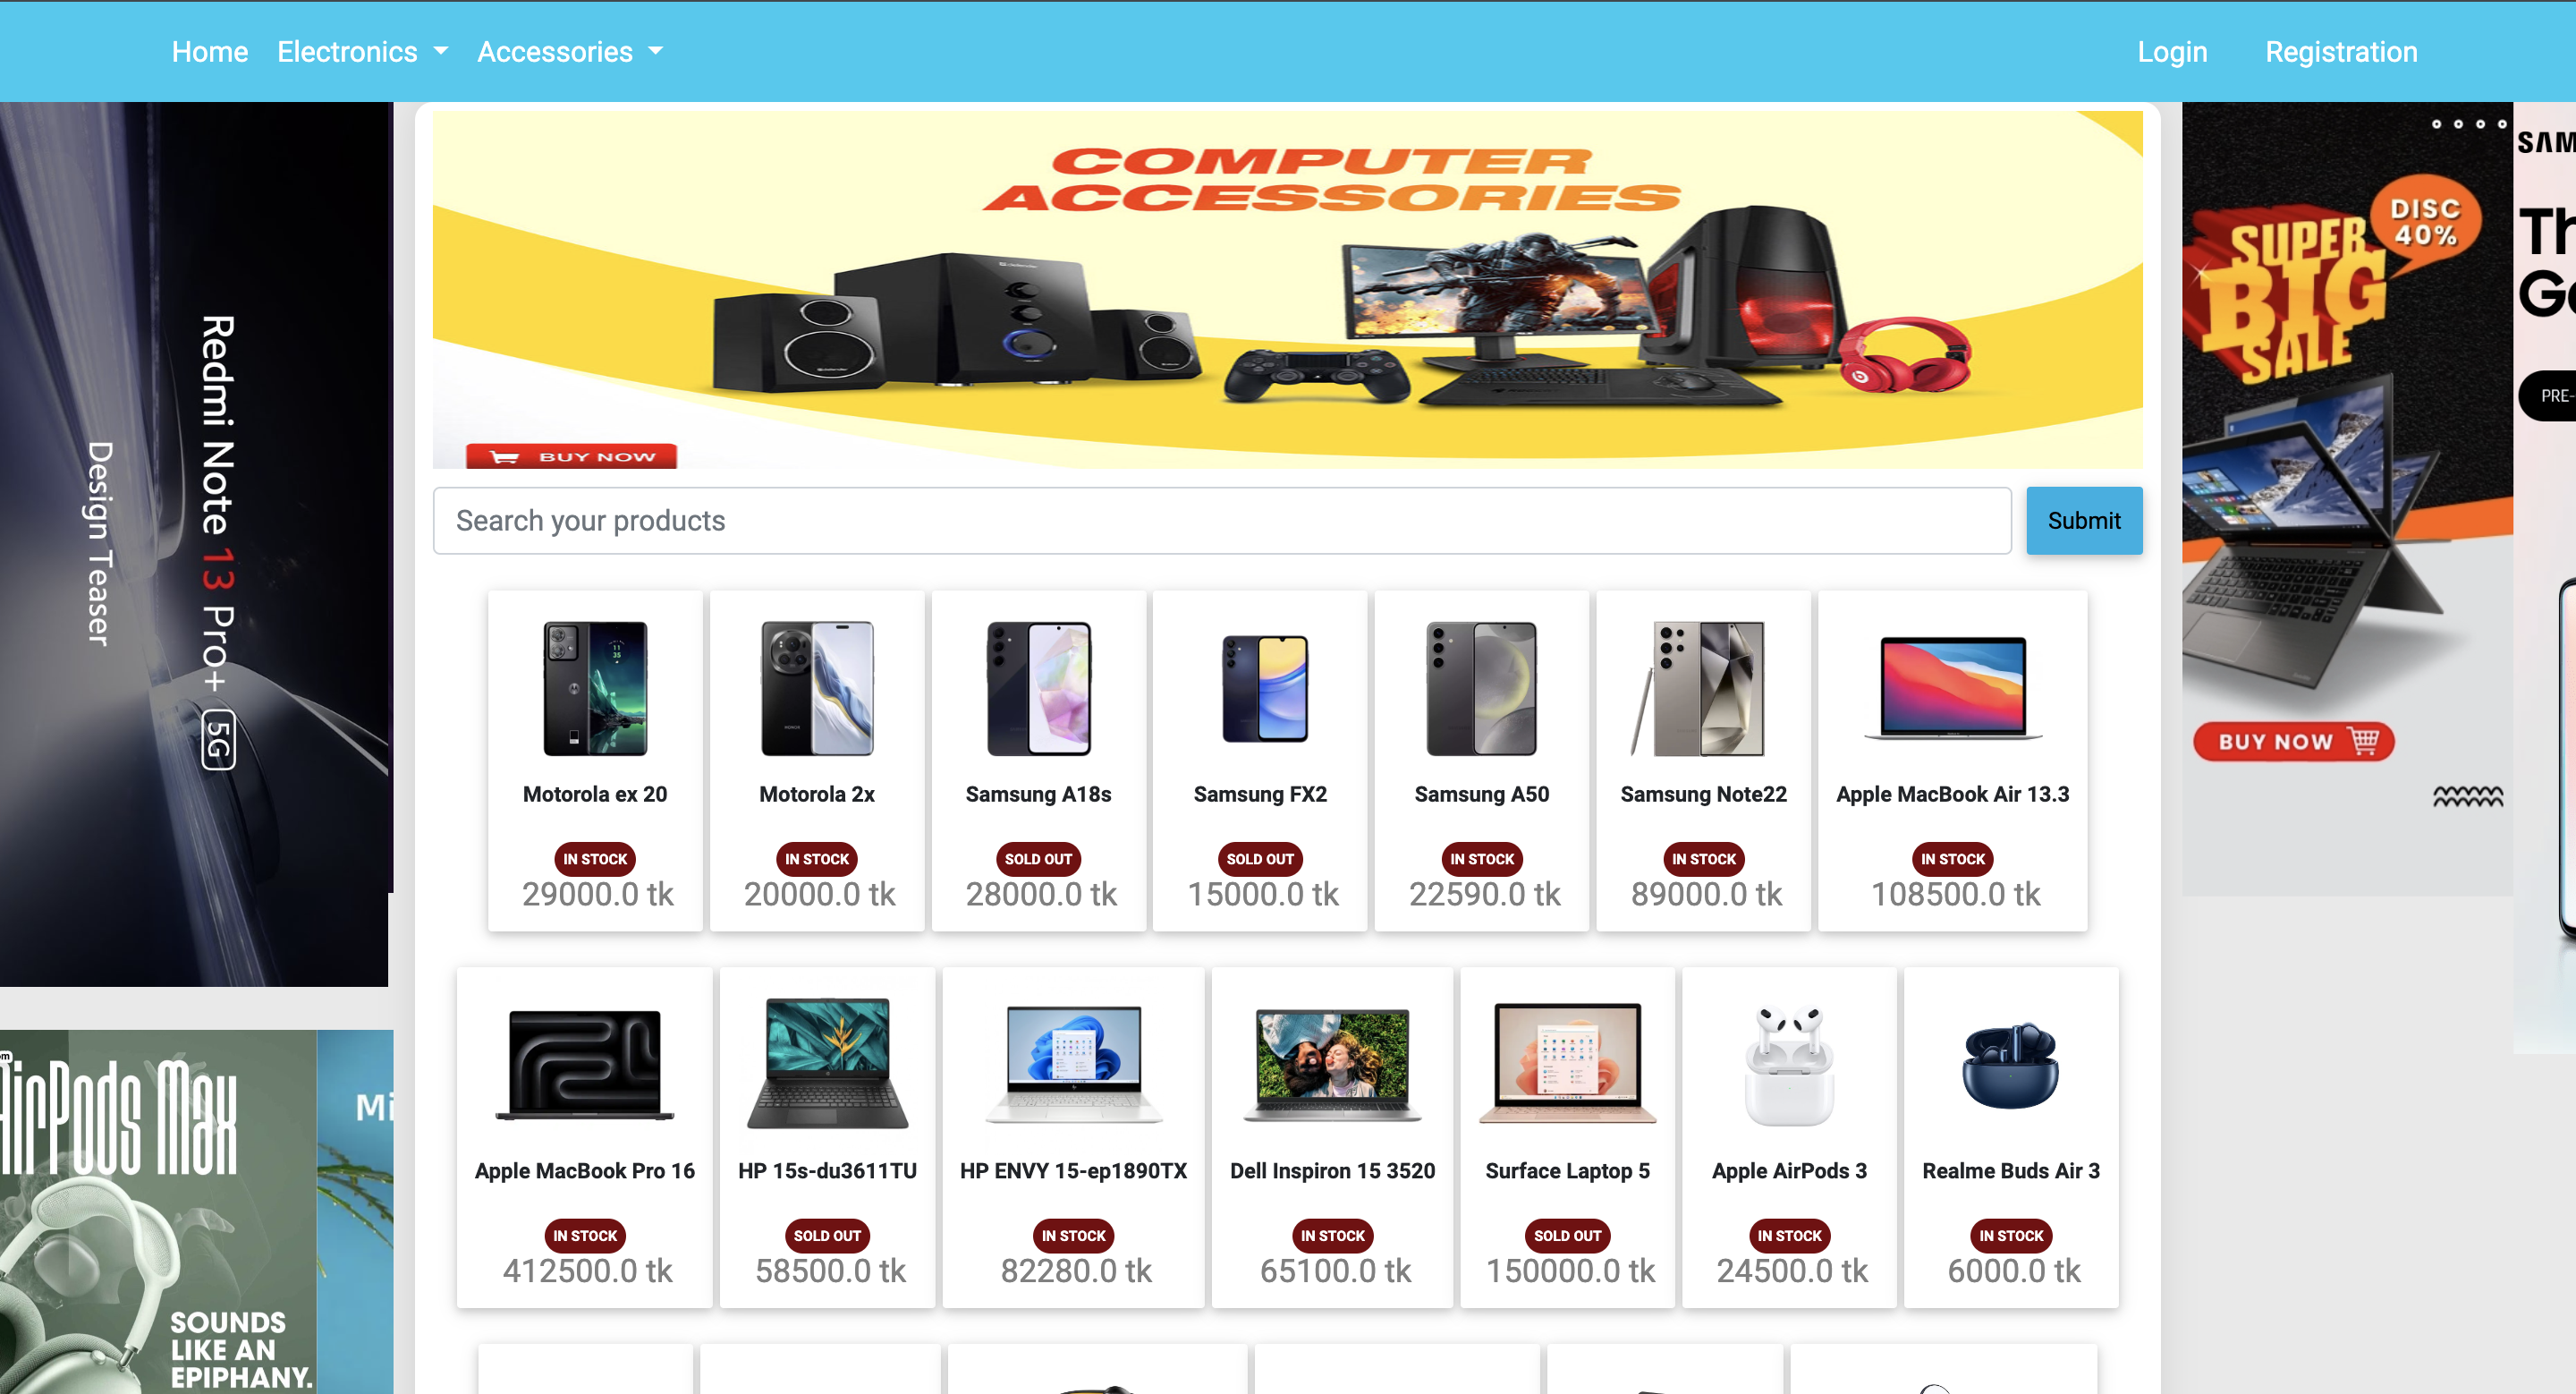 Home
Electronics
Accessories
Login
Registration
Redmi Note 13 Pro+ 5G
Design Teaser
COMPUTER
ACCESSORIES
BUY NOW
Search your products
Submit
Motorola ex 20
IN STOCK
29000.0 tk
Motorola 2x
IN STOCK
20000.0 tk
Samsung A18s
SOLD OUT
28000.0 tk
Samsung FX2
SOLD OUT
15000.0 tk
Samsung A50
IN STOCK
22590.0 tk
Samsung Note22
IN STOCK
89000.0 tk
Apple MacBook Air 13.3
IN STOCK
108500.0 tk
Apple MacBook Pro 16
IN STOCK
412500.0 tk
HP 15s-du3611TU
SOLD OUT
58500.0 tk
HP ENVY 15-ep1890TX
IN STOCK
82280.0 tk
Dell Inspiron 15 3520
IN STOCK
65100.0 tk
Surface Laptop 5
SOLD OUT
150000.0 tk
Apple AirPods 3
IN STOCK
24500.0 tk
Realme Buds Air 3
IN STOCK
6000.0 tk
AirPods Max
SOUNDS
LIKE AN
EPIPHANY.
Mi
DISC
40%
SUPER
BIG
SALE
BUY NOW
SAM
Th
Ga
PRE-